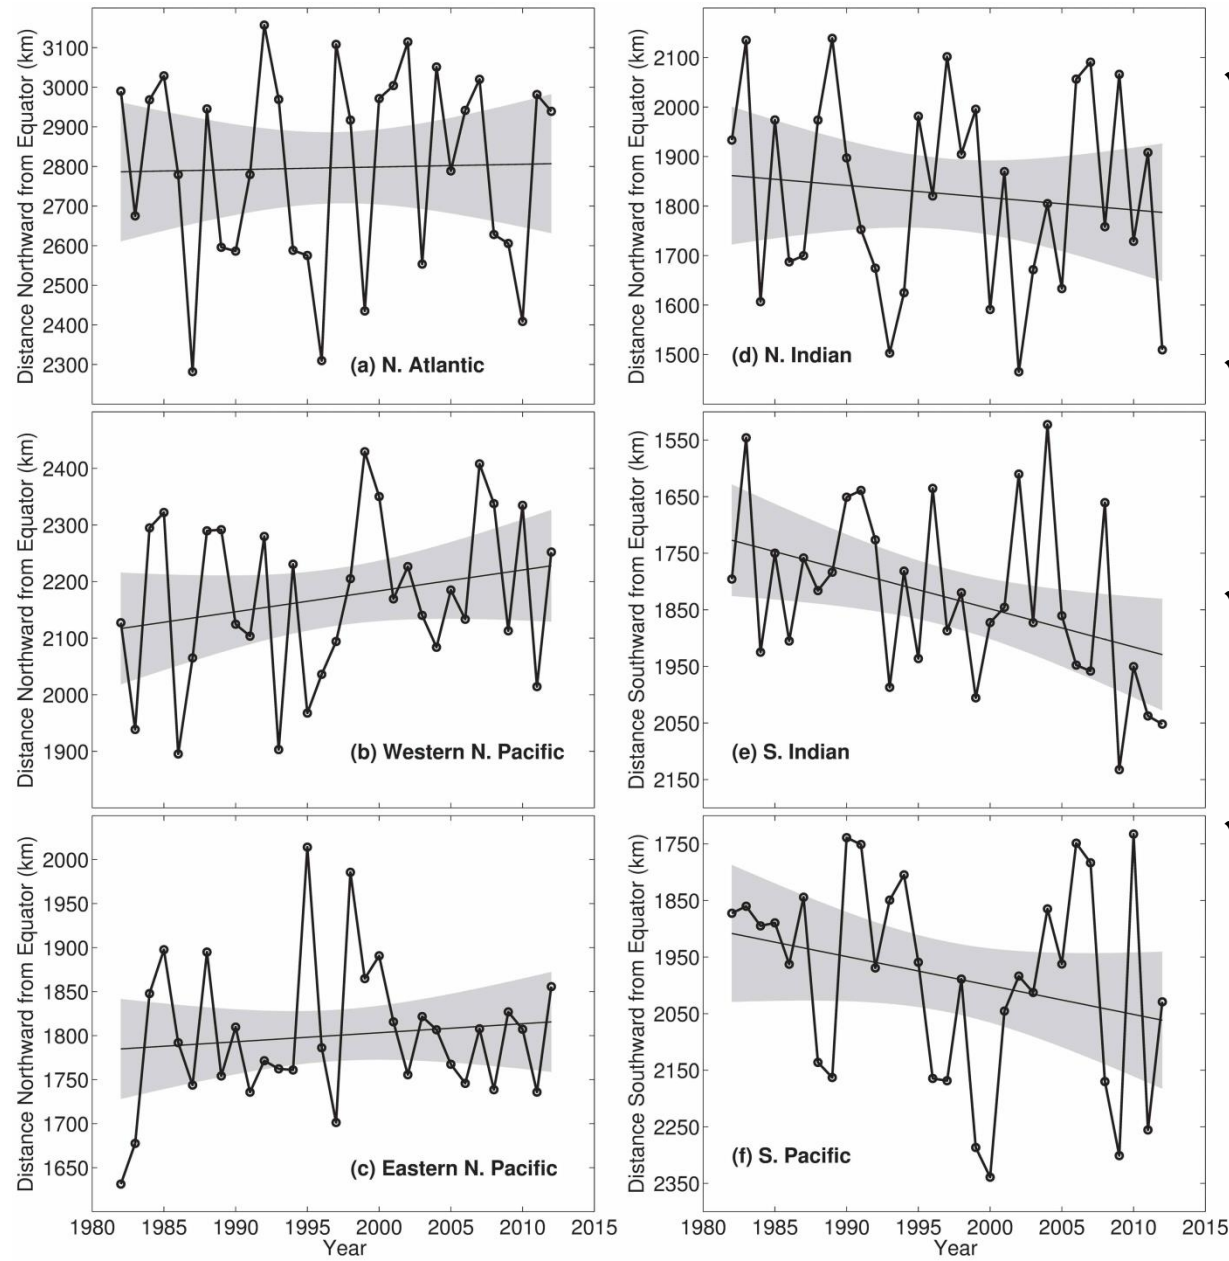 Distance Northward from Equator (km)
3100
3000
2900
2800
2700
2600
2500
2400
2300
(a) N. Atlantic
Distance Northward from Equator (km)
2400
2300
2200
2100
2000
1900
(b) Western N. Pacific
Distance Northward from Equator (km)
2000
1950
1900
1850
1800
1750
1700
1650
(c) Eastern N. Pacific
1980 1985 1990 1995 2000 2005 2010 2015
Year
Distance Northward from Equator (km)
2100
2000
1900
1800
1700
1600
1500
(d) N. Indian
Distance Southward from Equator (km)
1550
1650
1750
1850
1950
2050
2150
(e) S. Indian
Distance Southward from Equator (km)
1750
1850
1950
2050
2150
2250
2350
(f) S. Pacific
1980 1985 1990 1995 2000 2005 2010 2015
Year